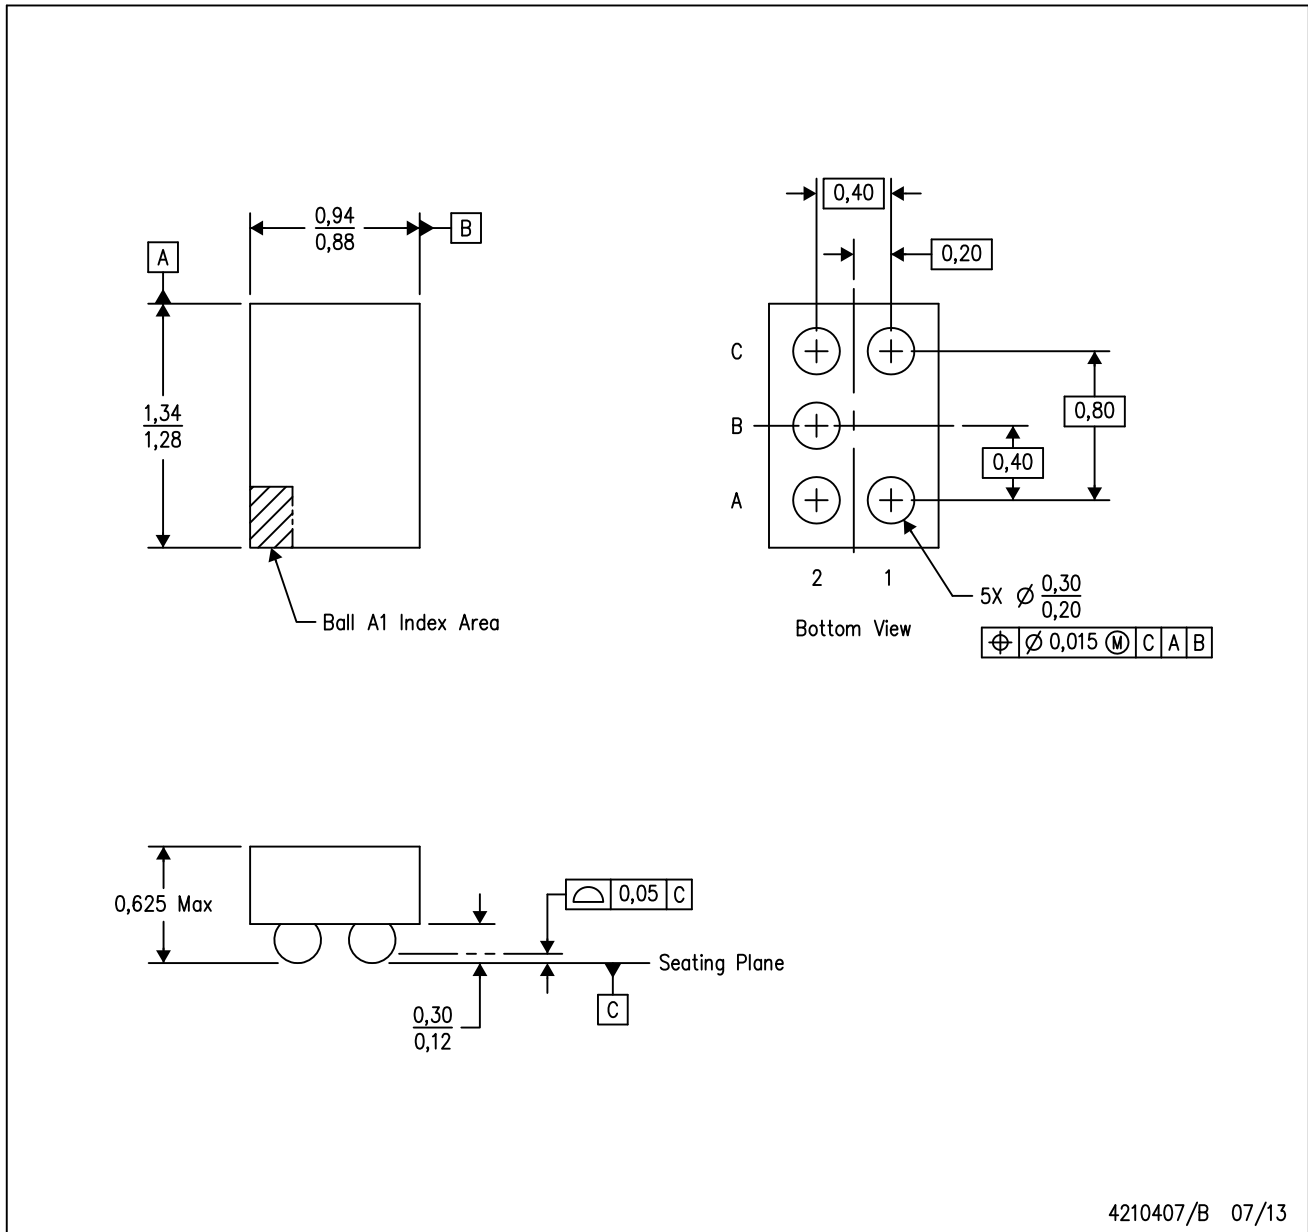 0,40
0,94
0,88
B
A
0,20
C
1,34
1,28
0,80
B
0,40
A
2 1
5X Ø 0,30
0,20
Ball A1 Index Area
Bottom View
⌖ Ø 0,015 Ⓜ C A B
0,625 Max
⌓ 0,05 C
Seating Plane
0,30
0,12
C
4210407/B 07/13